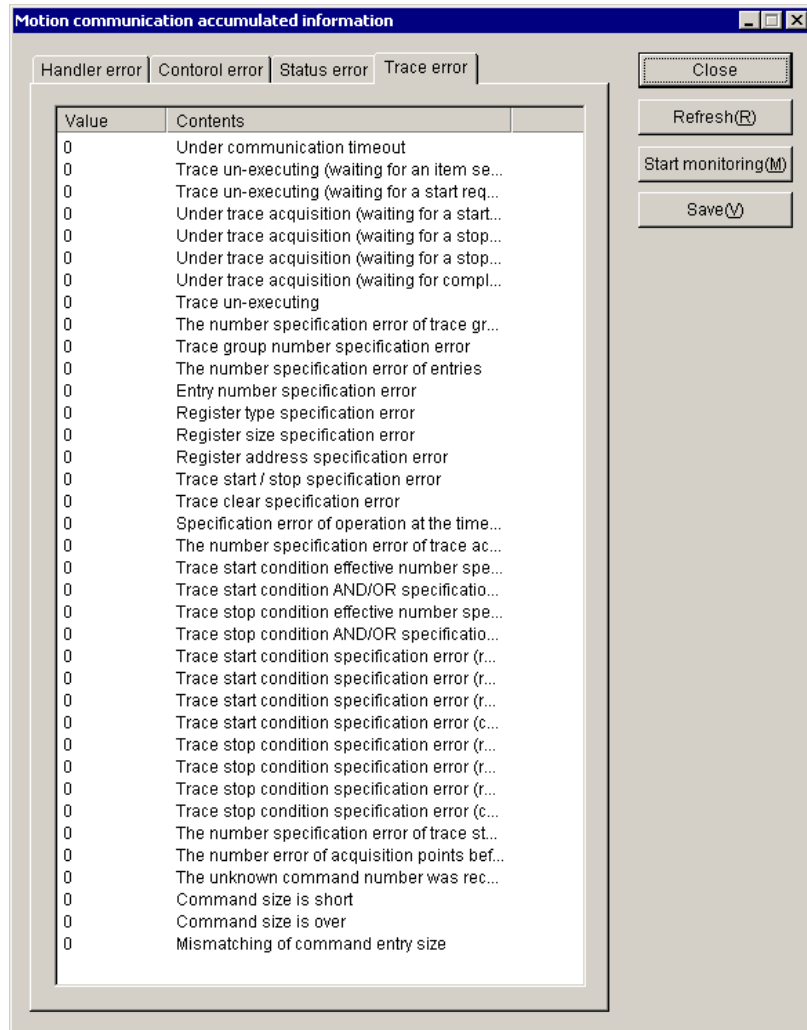 Motion communication accumulated information
Handler error Contorol error Status error Trace error
Close
Refresh(R)
Start monitoring(M)
Save(V)
Value Contents
0 Under communication timeout
0 Trace un-executing (waiting for an item se...
0 Trace un-executing (waiting for a start req...
0 Under trace acquisition (waiting for a start...
0 Under trace acquisition (waiting for a stop...
0 Under trace acquisition (waiting for a stop...
0 Under trace acquisition (waiting for compl...
0 Trace un-executing
0 The number specification error of trace gr...
0 Trace group number specification error
0 The number specification error of entries
0 Entry number specification error
0 Register type specification error
0 Register size specification error
0 Register address specification error
0 Trace start / stop specification error
0 Trace clear specification error
0 Specification error of operation at the time...
0 The number specification error of trace ac...
0 Trace start condition effective number spe...
0 Trace start condition AND/OR specificatio...
0 Trace stop condition effective number spe...
0 Trace stop condition AND/OR specificatio...
0 Trace start condition specification error (r...
0 Trace start condition specification error (r...
0 Trace start condition specification error (r...
0 Trace start condition specification error (c...
0 Trace stop condition specification error (r...
0 Trace stop condition specification error (r...
0 Trace stop condition specification error (r...
0 Trace stop condition specification error (c...
0 The number specification error of trace st...
0 The number error of acquisition points bef...
0 The unknown command number was rec...
0 Command size is short
0 Command size is over
0 Mismatching of command entry size